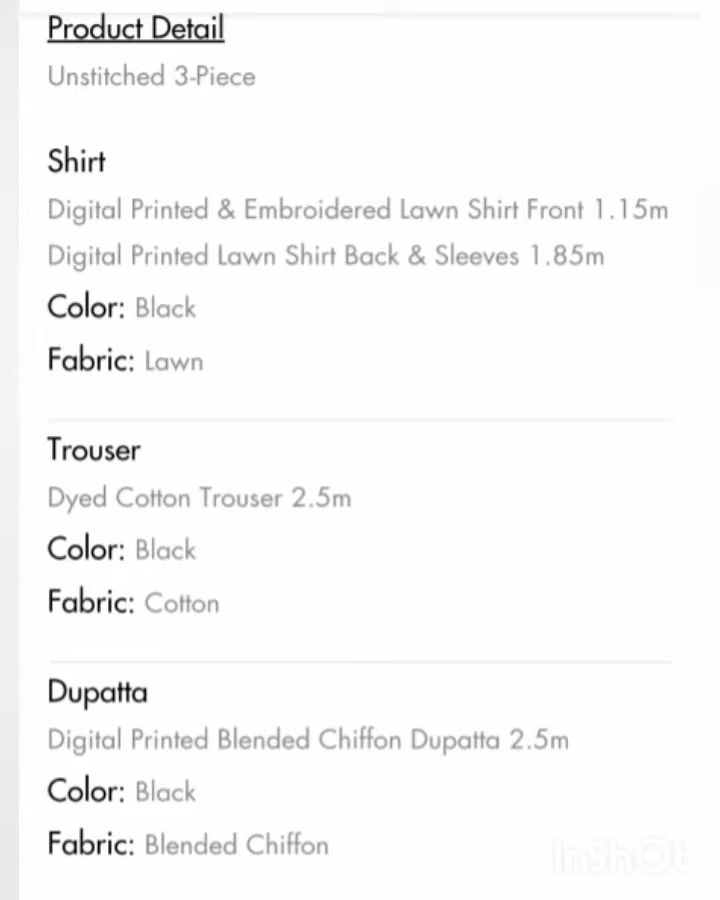 Product Detail
Unstitched 3-Piece
Shirt
Digital Printed & Embroidered Lawn Shirt Front 1.15m
Digital Printed Lawn Shirt Back & Sleeves 1.85m
Color: Black
Fabric: Lawn
Trouser
Dyed Cotton Trouser 2.5m
Color: Black
Fabric: Cotton
Dupatta
Digital Printed Blended Chiffon Dupatta 2.5m
Color: Black
Fabric: Blended Chiffon
InShOt